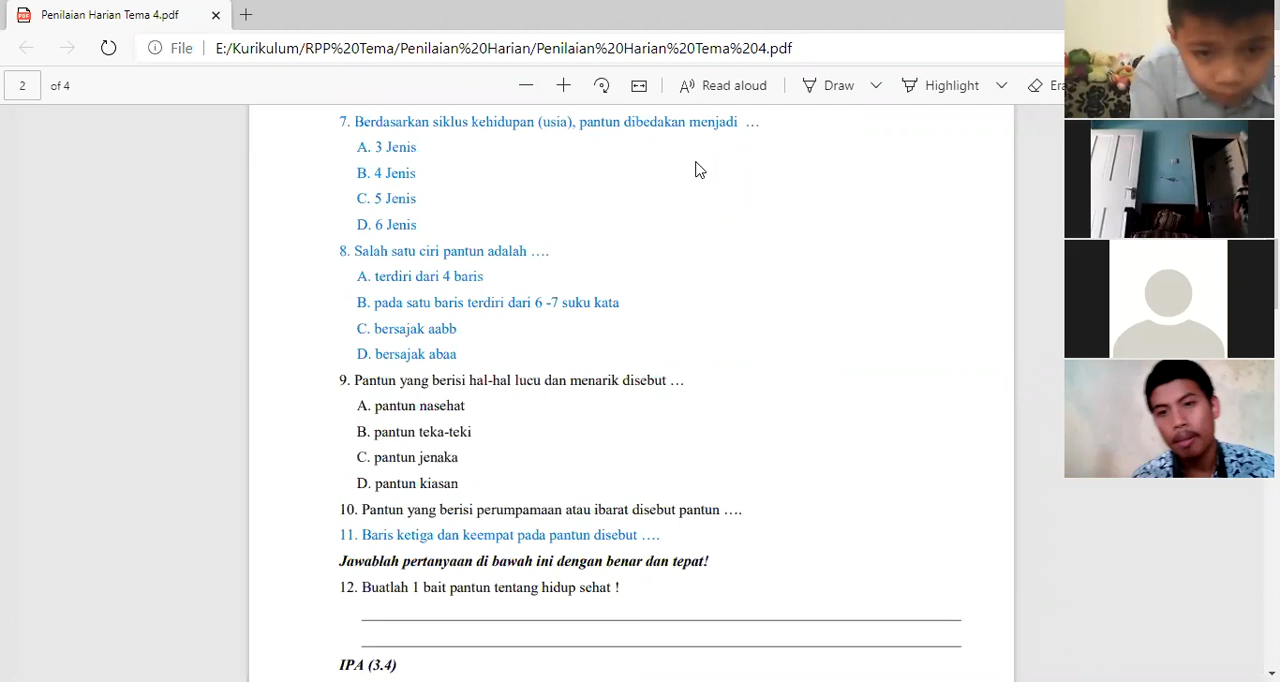 Penilaian Harian Tema 4.pdf
File
E:/Kurikulum/RPP%20Tema/Penilaian%20Harian/Penilaian%20Harian%20Tema%204.pdf
2 of 4
Read aloud
Draw
Highlight
Era
7. Berdasarkan siklus kehidupan (usia), pantun dibedakan menjadi …
A. 3 Jenis
B. 4 Jenis
C. 5 Jenis
D. 6 Jenis
8. Salah satu ciri pantun adalah ….
A. terdiri dari 4 baris
B. pada satu baris terdiri dari 6 -7 suku kata
C. bersajak aabb
D. bersajak abaa
9. Pantun yang berisi hal-hal lucu dan menarik disebut …
A. pantun nasehat
B. pantun teka-teki
C. pantun jenaka
D. pantun kiasan
10. Pantun yang berisi perumpamaan atau ibarat disebut pantun ….
11. Baris ketiga dan keempat pada pantun disebut ….
Jawablah pertanyaan di bawah ini dengan benar dan tepat!
12. Buatlah 1 bait pantun tentang hidup sehat !
IPA (3.4)